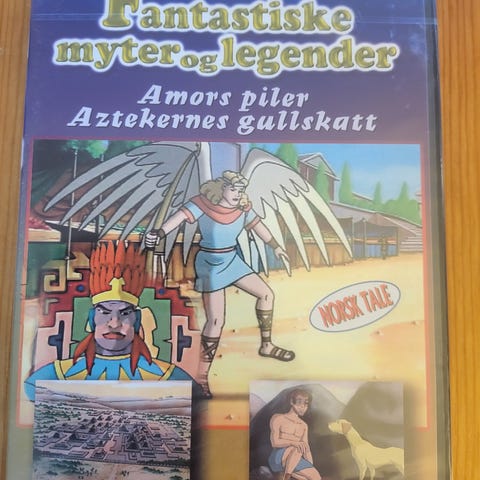 Fantastiske
myter og legender
Amors piler
Aztekernes gullskatt
NORSK TALE